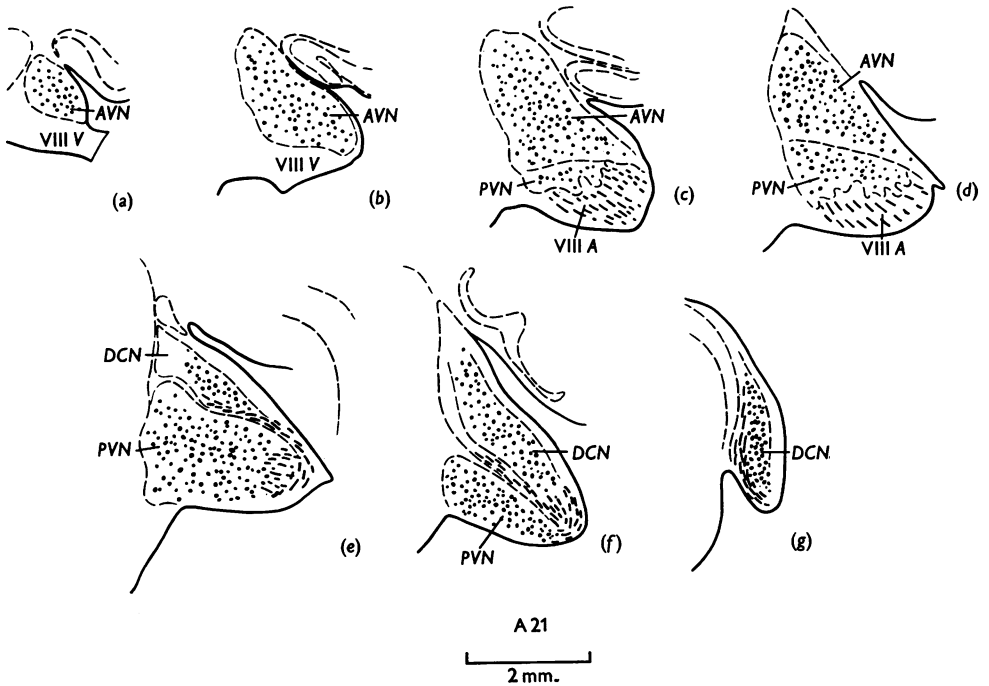 AVN
VIII V
(a)
AVN
VIII V
(b)
AVN
PVN
VIII A
(c)
AVN
PVN
VIII A
(d)
DCN
PVN
(e)
DCN
PVN
(f)
DCN
(g)
A 21
2 mm.